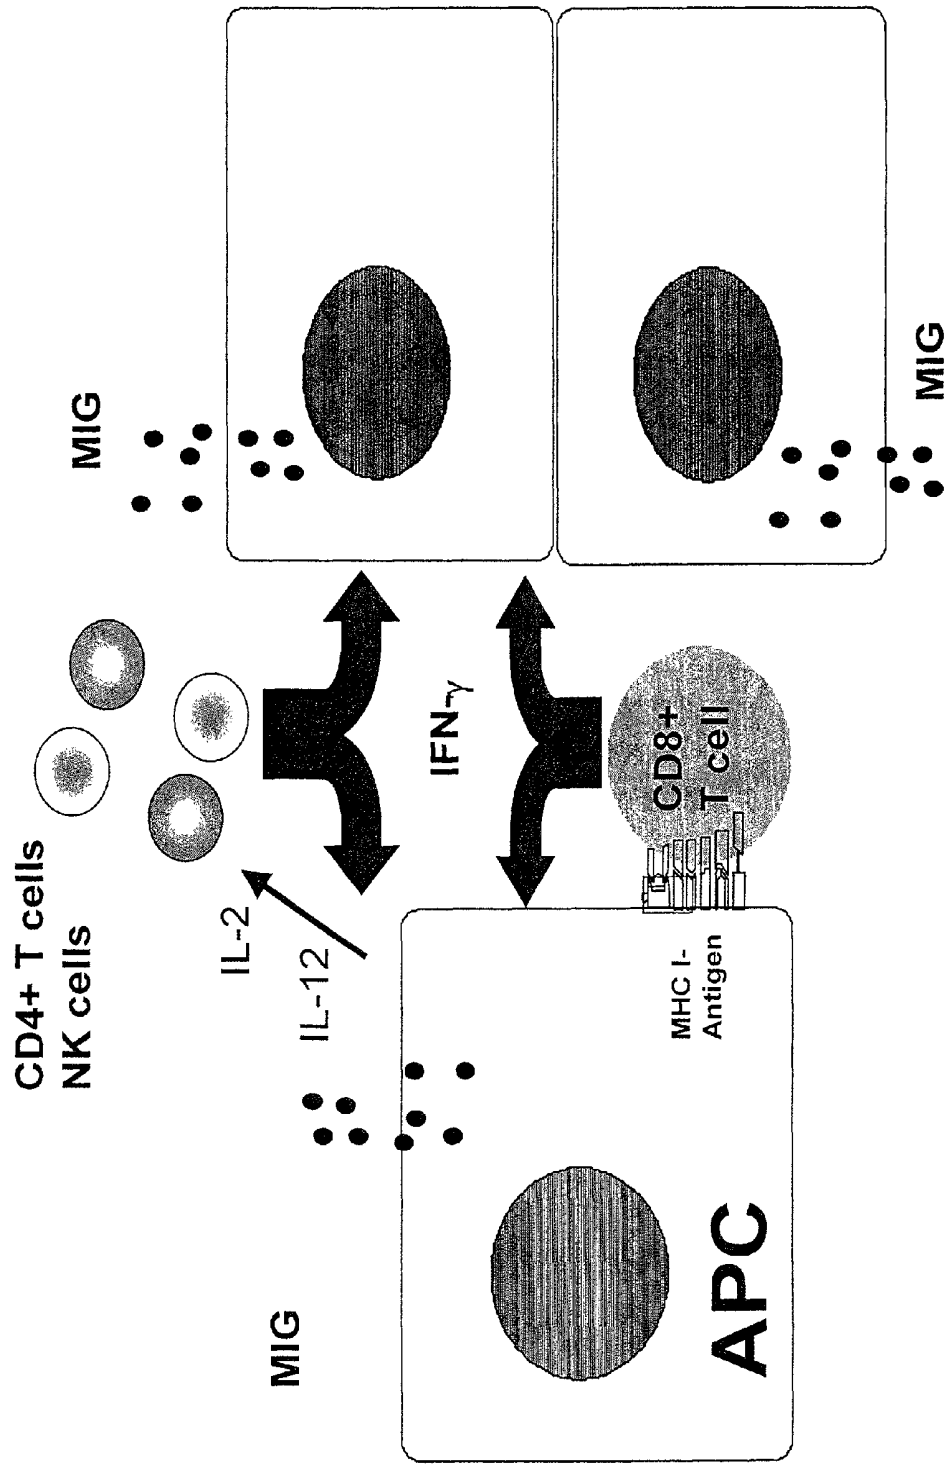 CD4+ T cells
NK cells
MIG
IL-2
IL-12
MIG
IFN-γ
MHC I-
Antigen
CD8+
T cell
APC
MIG